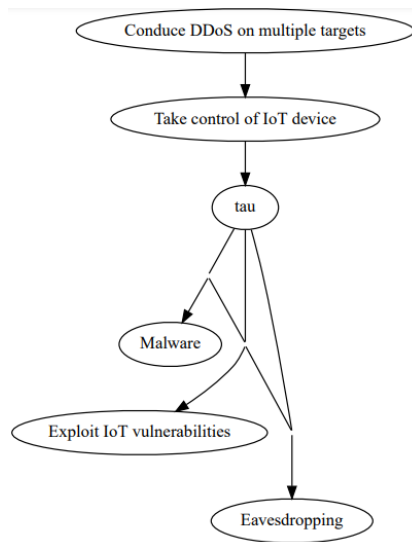 Conduce DDoS on multiple targets
Take control of IoT device
tau
Malware
Exploit IoT vulnerabilities
Eavesdropping